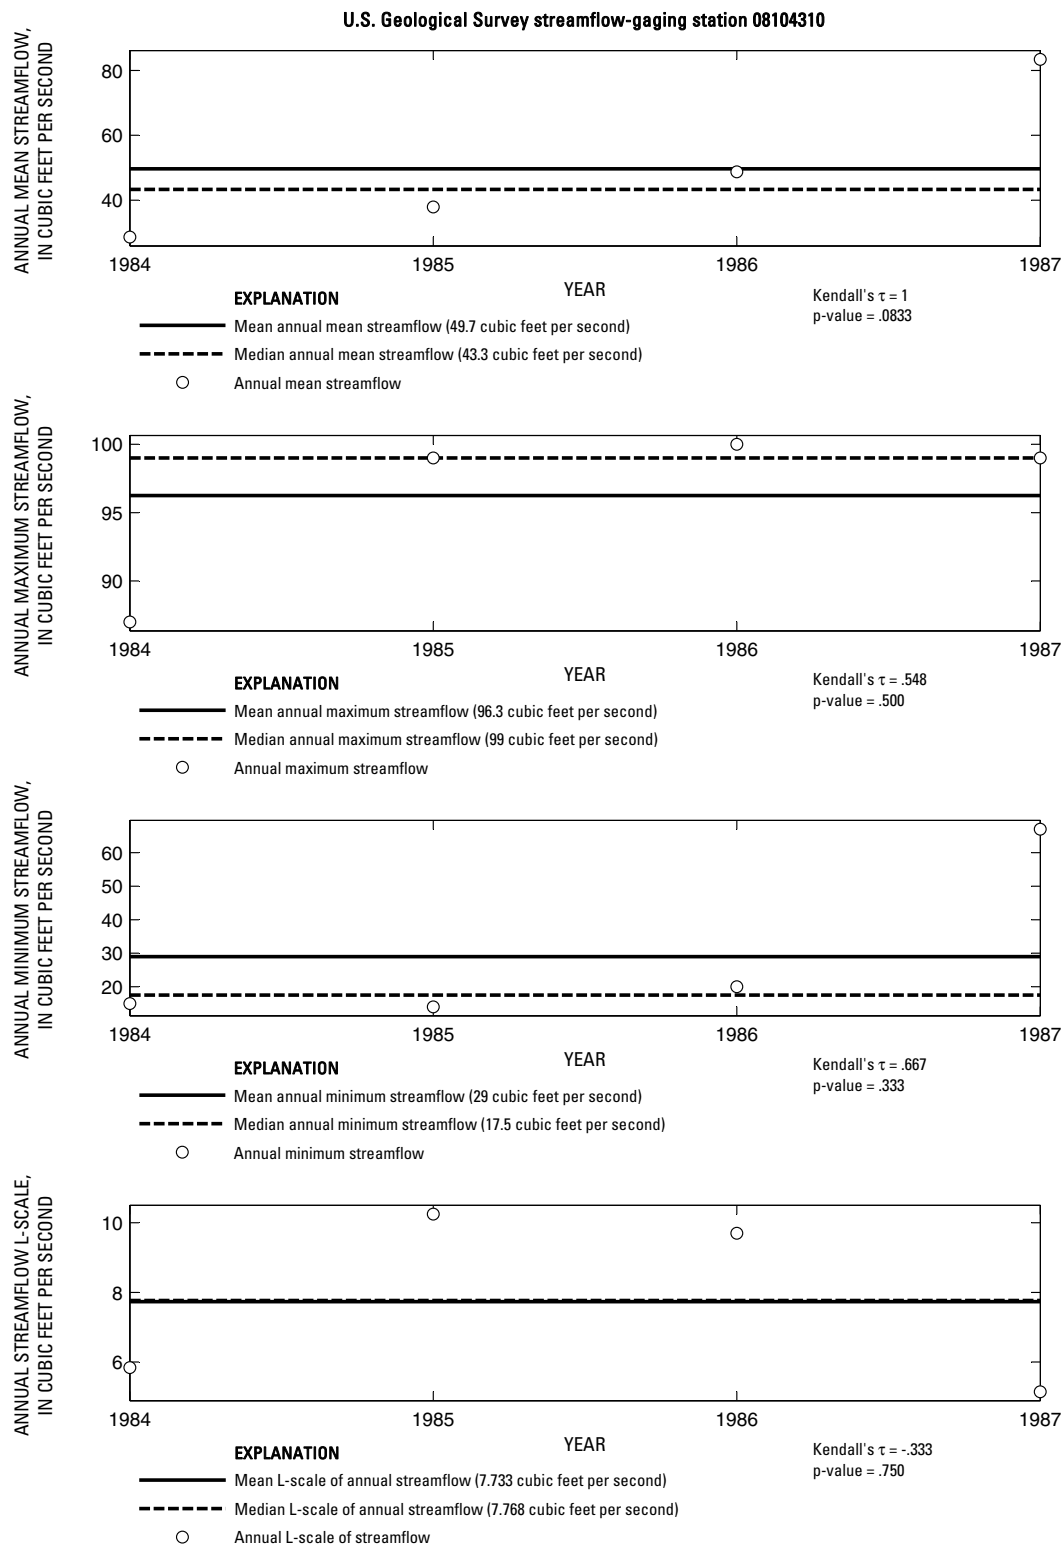 U.S. Geological Survey streamflow-gaging station 08104310
ANNUAL MEAN STREAMFLOW,
IN CUBIC FEET PER SECOND
80
60
40
1984 1985 1986 1987
YEAR
EXPLANATION
Mean annual mean streamflow (49.7 cubic feet per second)
Median annual mean streamflow (43.3 cubic feet per second)
Annual mean streamflow
Kendall's τ = 1
p-value = .0833
ANNUAL MAXIMUM STREAMFLOW,
IN CUBIC FEET PER SECOND
100
95
90
1984 1985 1986 1987
YEAR
EXPLANATION
Mean annual maximum streamflow (96.3 cubic feet per second)
Median annual maximum streamflow (99 cubic feet per second)
Annual maximum streamflow
Kendall's τ = .548
p-value = .500
ANNUAL MINIMUM STREAMFLOW,
IN CUBIC FEET PER SECOND
60
50
40
30
20
1984 1985 1986 1987
YEAR
EXPLANATION
Mean annual minimum streamflow (29 cubic feet per second)
Median annual minimum streamflow (17.5 cubic feet per second)
Annual minimum streamflow
Kendall's τ = .667
p-value = .333
ANNUAL STREAMFLOW L-SCALE,
IN CUBIC FEET PER SECOND
10
8
6
1984 1985 1986 1987
YEAR
EXPLANATION
Mean L-scale of annual streamflow (7.733 cubic feet per second)
Median L-scale of annual streamflow (7.768 cubic feet per second)
Annual L-scale of streamflow
Kendall's τ = -.333
p-value = .750